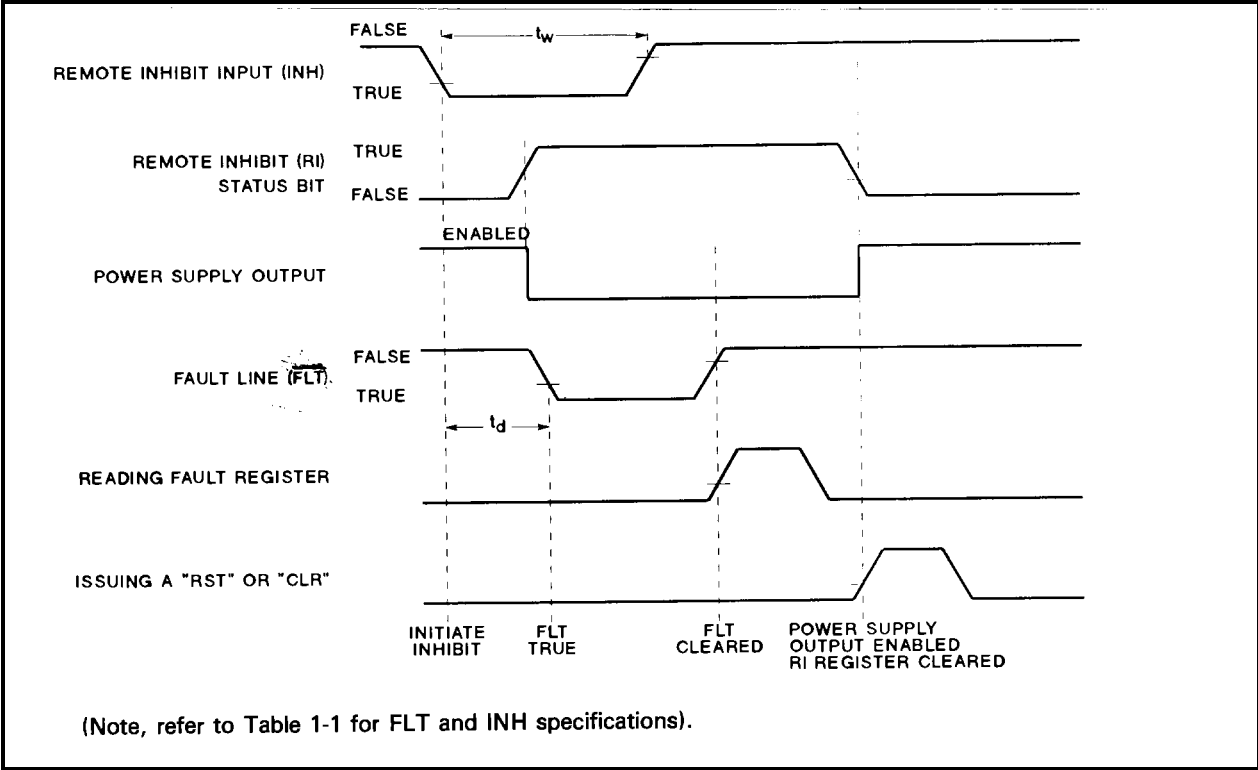 FALSE
tw
REMOTE INHIBIT INPUT (INH)
TRUE
REMOTE INHIBIT (RI)
STATUS BIT
TRUE
FALSE
ENABLED
POWER SUPPLY OUTPUT
FALSE
FAULT LINE (FLT).
TRUE
td
READING FAULT REGISTER
ISSUING A "RST" OR "CLR"
INITIATE
INHIBIT
FLT
TRUE
FLT
CLEARED
POWER SUPPLY
OUTPUT ENABLED
RI REGISTER CLEARED
(Note, refer to Table 1-1 for FLT and INH specifications).